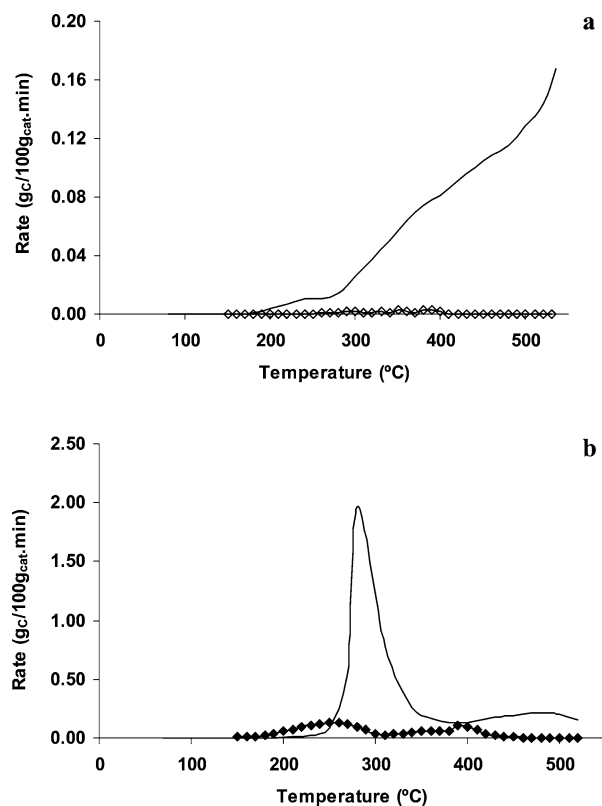 a
0.20
0.16
0.12
0.08
0.04
0.00
Rate (gC/100gcat.min)
0 100 200 300 400 500
Temperature (ºC)
b
2.50
2.00
1.50
1.00
0.50
0.00
Rate (gC/100gcat.min)
0 100 200 300 400 500
Temperature (ºC)